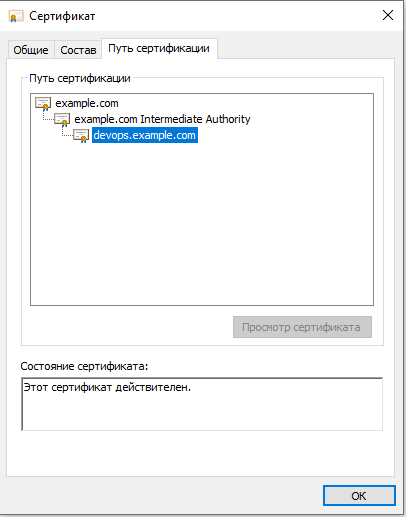 Сертификат
Общие Состав Путь сертификации
Путь сертификации
example.com
example.com Intermediate Authority
devops.example.com
Просмотр сертификата
Состояние сертификата:
Этот сертификат действителен.
ОК